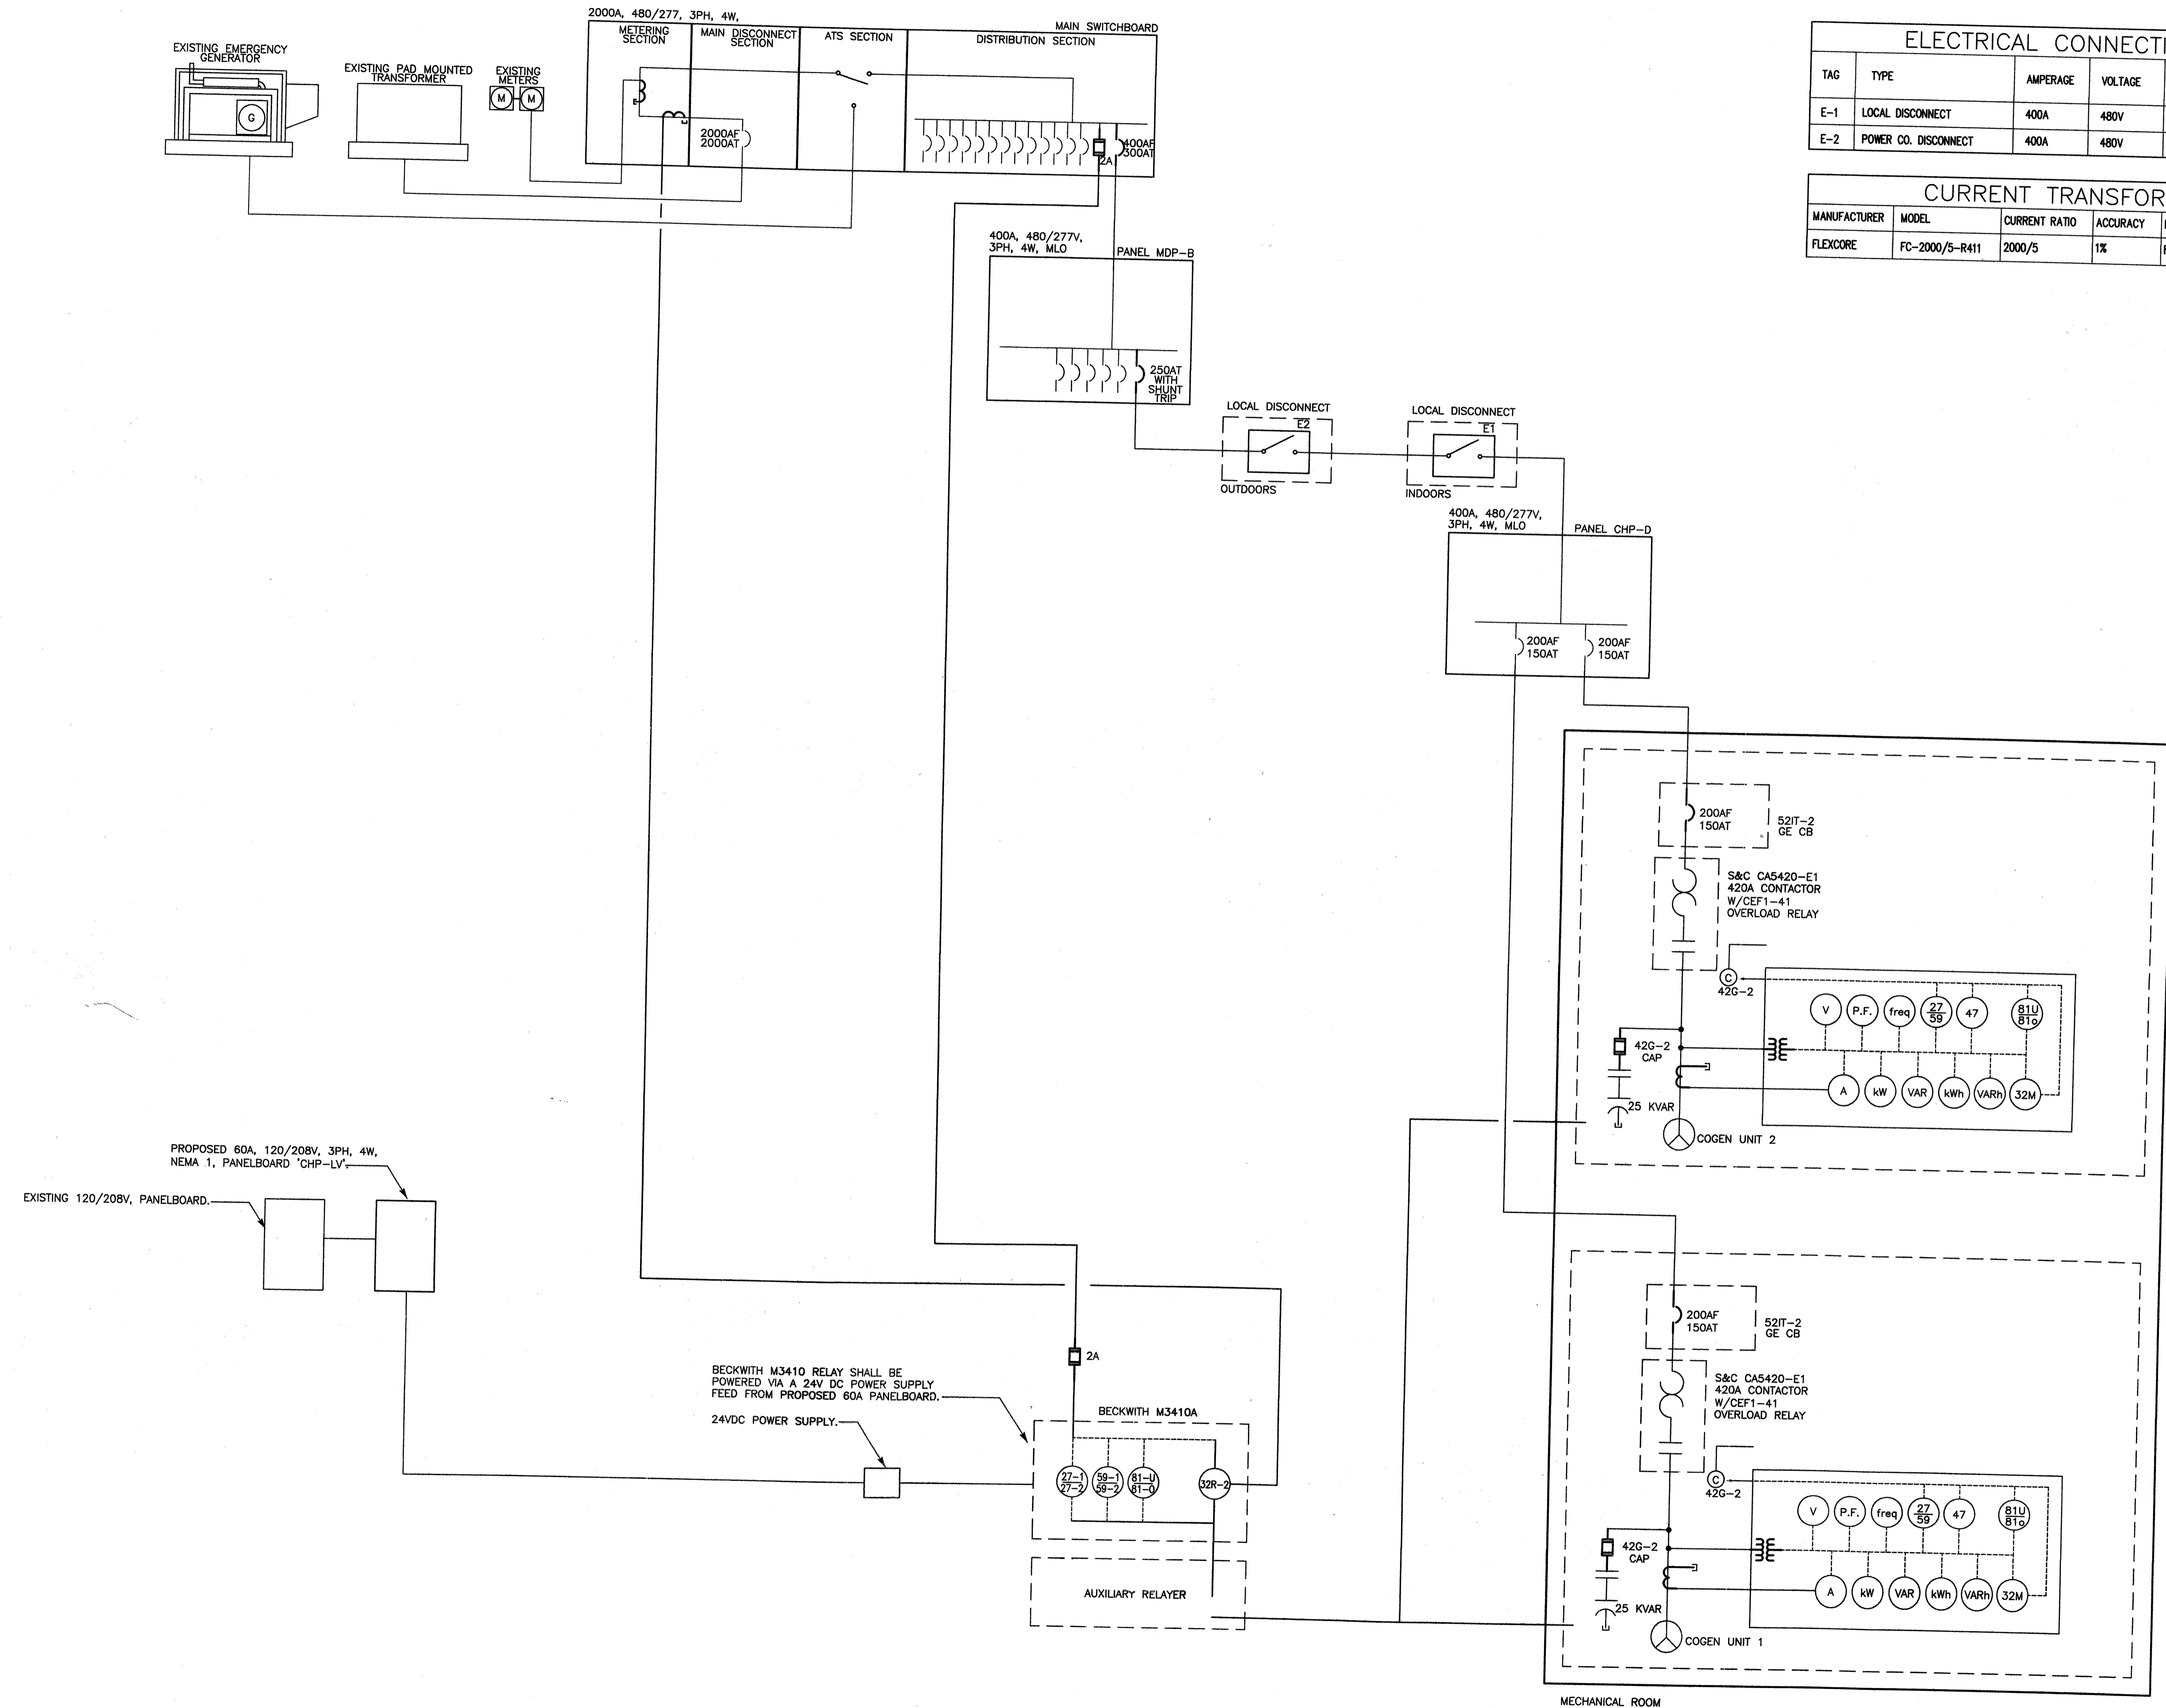 2000A, 480/277, 3PH, 4W,
MAIN SWITCHBOARD
METERING
SECTION
MAIN DISCONNECT
SECTION
ATS SECTION
DISTRIBUTION SECTION
EXISTING EMERGENCY
GENERATOR
G
EXISTING PAD MOUNTED
TRANSFORMER
EXISTING
METERS
M M
2000AF
2000AT
2A
400AF
300AT
ELECTRICAL CONNECTI
TAG TYPE AMPERAGE VOLTAGE
E-1 LOCAL DISCONNECT 400A 480V
E-2 POWER CO. DISCONNECT 400A 480V
CURRENT TRANSFOR
MANUFACTURER MODEL CURRENT RATIO ACCURACY
FLEXCORE FC-2000/5-R411 2000/5 1%
400A, 480/277V,
3PH, 4W, MLO
PANEL MDP-B
250AT
WITH
SHUNT
TRIP
LOCAL DISCONNECT
E2
OUTDOORS
LOCAL DISCONNECT
E1
INDOORS
400A, 480/277V,
3PH, 4W, MLO
PANEL CHP-D
200AF
150AT
200AF
150AT
200AF
150AT
52IT-2
GE CB
S&C CA5420-E1
420A CONTACTOR
W/CEF1-41
OVERLOAD RELAY
C
42G-2
V P.F. freq 27 47 81U
59 81o
42G-2
CAP
A kW VAR kWh VARh 32M
25 KVAR
COGEN UNIT 2
PROPOSED 60A, 120/208V, 3PH, 4W,
NEMA 1, PANELBOARD 'CHP-LV'.
EXISTING 120/208V, PANELBOARD.
2A
BECKWITH M3410 RELAY SHALL BE
POWERED VIA A 24V DC POWER SUPPLY
FEED FROM PROPOSED 60A PANELBOARD.
24VDC POWER SUPPLY.
BECKWITH M3410A
27-1 59-1 81-U
27-2 59-2 81-O
32R-2
AUXILIARY RELAYER
200AF
150AT
52IT-2
GE CB
S&C CA5420-E1
420A CONTACTOR
W/CEF1-41
OVERLOAD RELAY
C
42G-2
V P.F. freq 27 47 81U
59 81o
42G-2
CAP
A kW VAR kWh VARh 32M
25 KVAR
COGEN UNIT 1
MECHANICAL ROOM